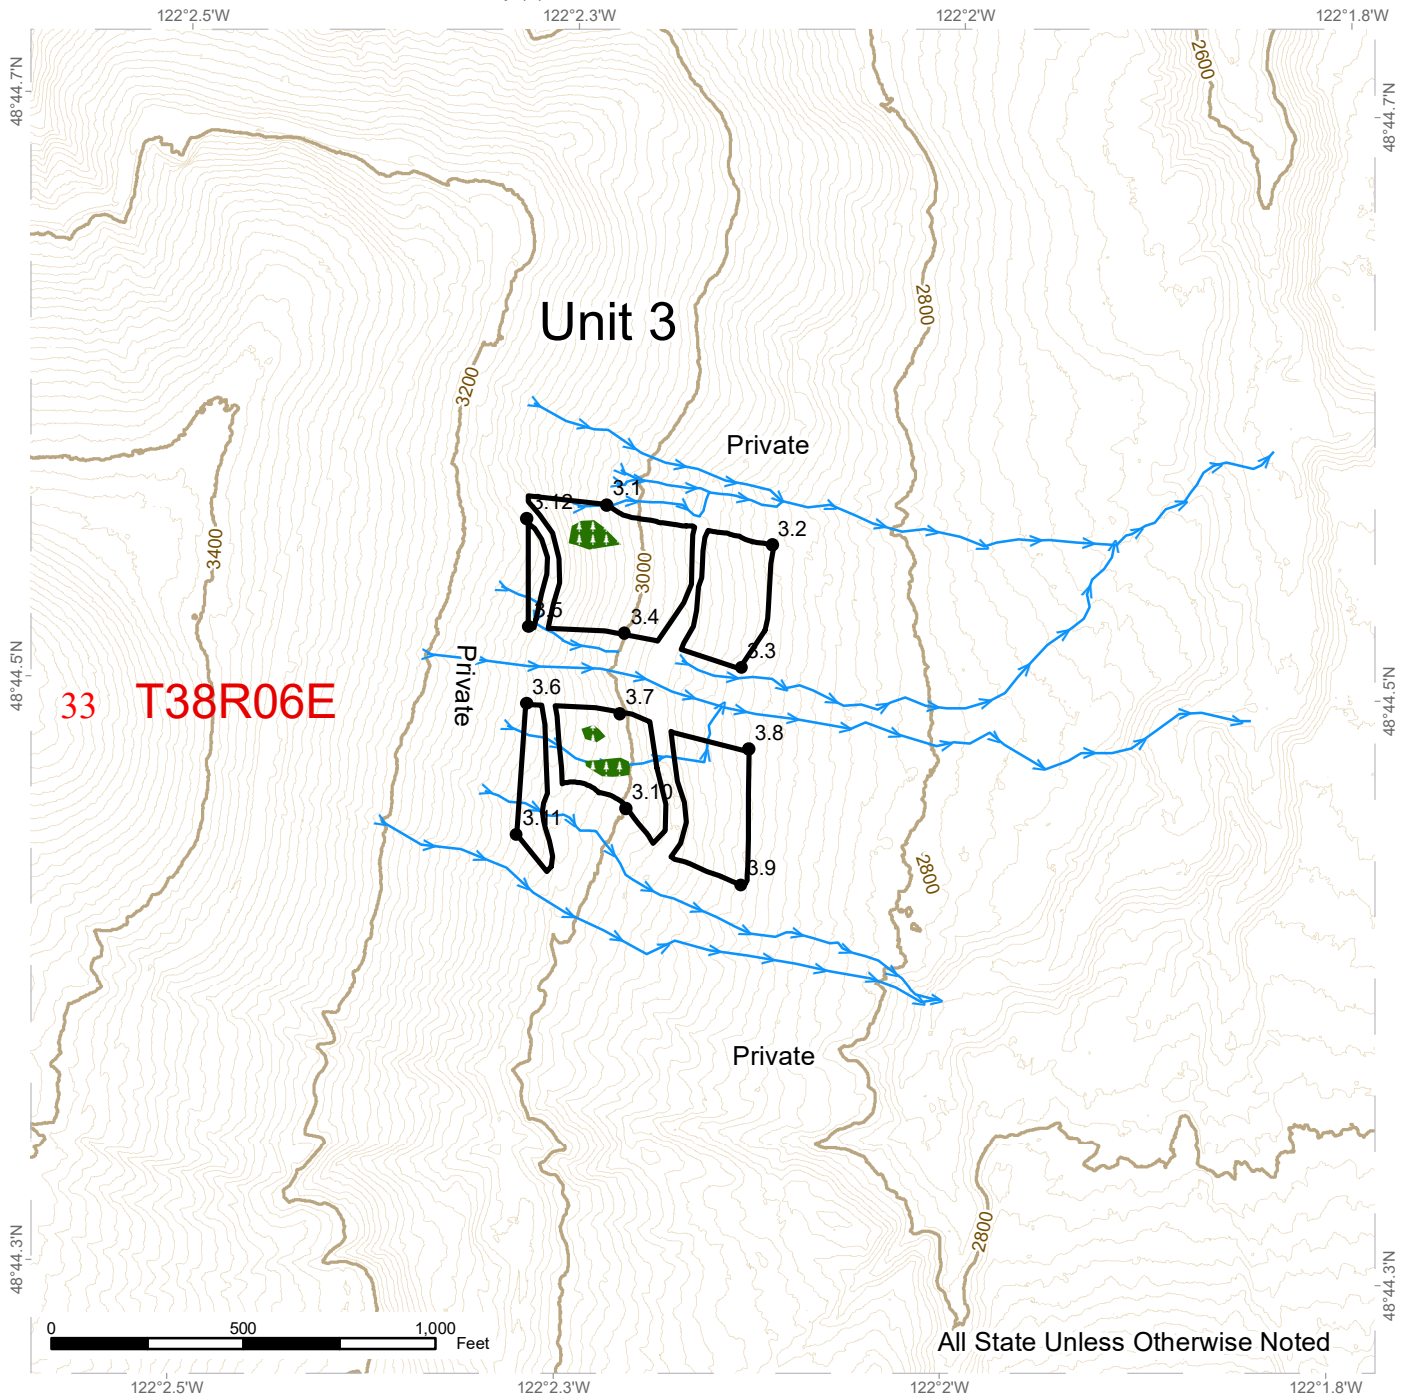 122°2.5'W 122°2.3'W 122°2'W 122°1.8'W
2600
48°44.7'N
48°44.7'N
2800
Unit 3
3200
Private
3.1
3.12
3.2
3400
3000
3.5
3.4
3.3
48°44.5'N
Private
48°44.5'N
33
T38R06E
3.6
3.7
3.8
3.10
3.11
3.9
2800
Private
2800
48°44.3'N
48°44.3'N
0 500 1,000
Feet
All State Unless Otherwise Noted
122°2.5'W 122°2.3'W 122°2'W 122°1.8'W